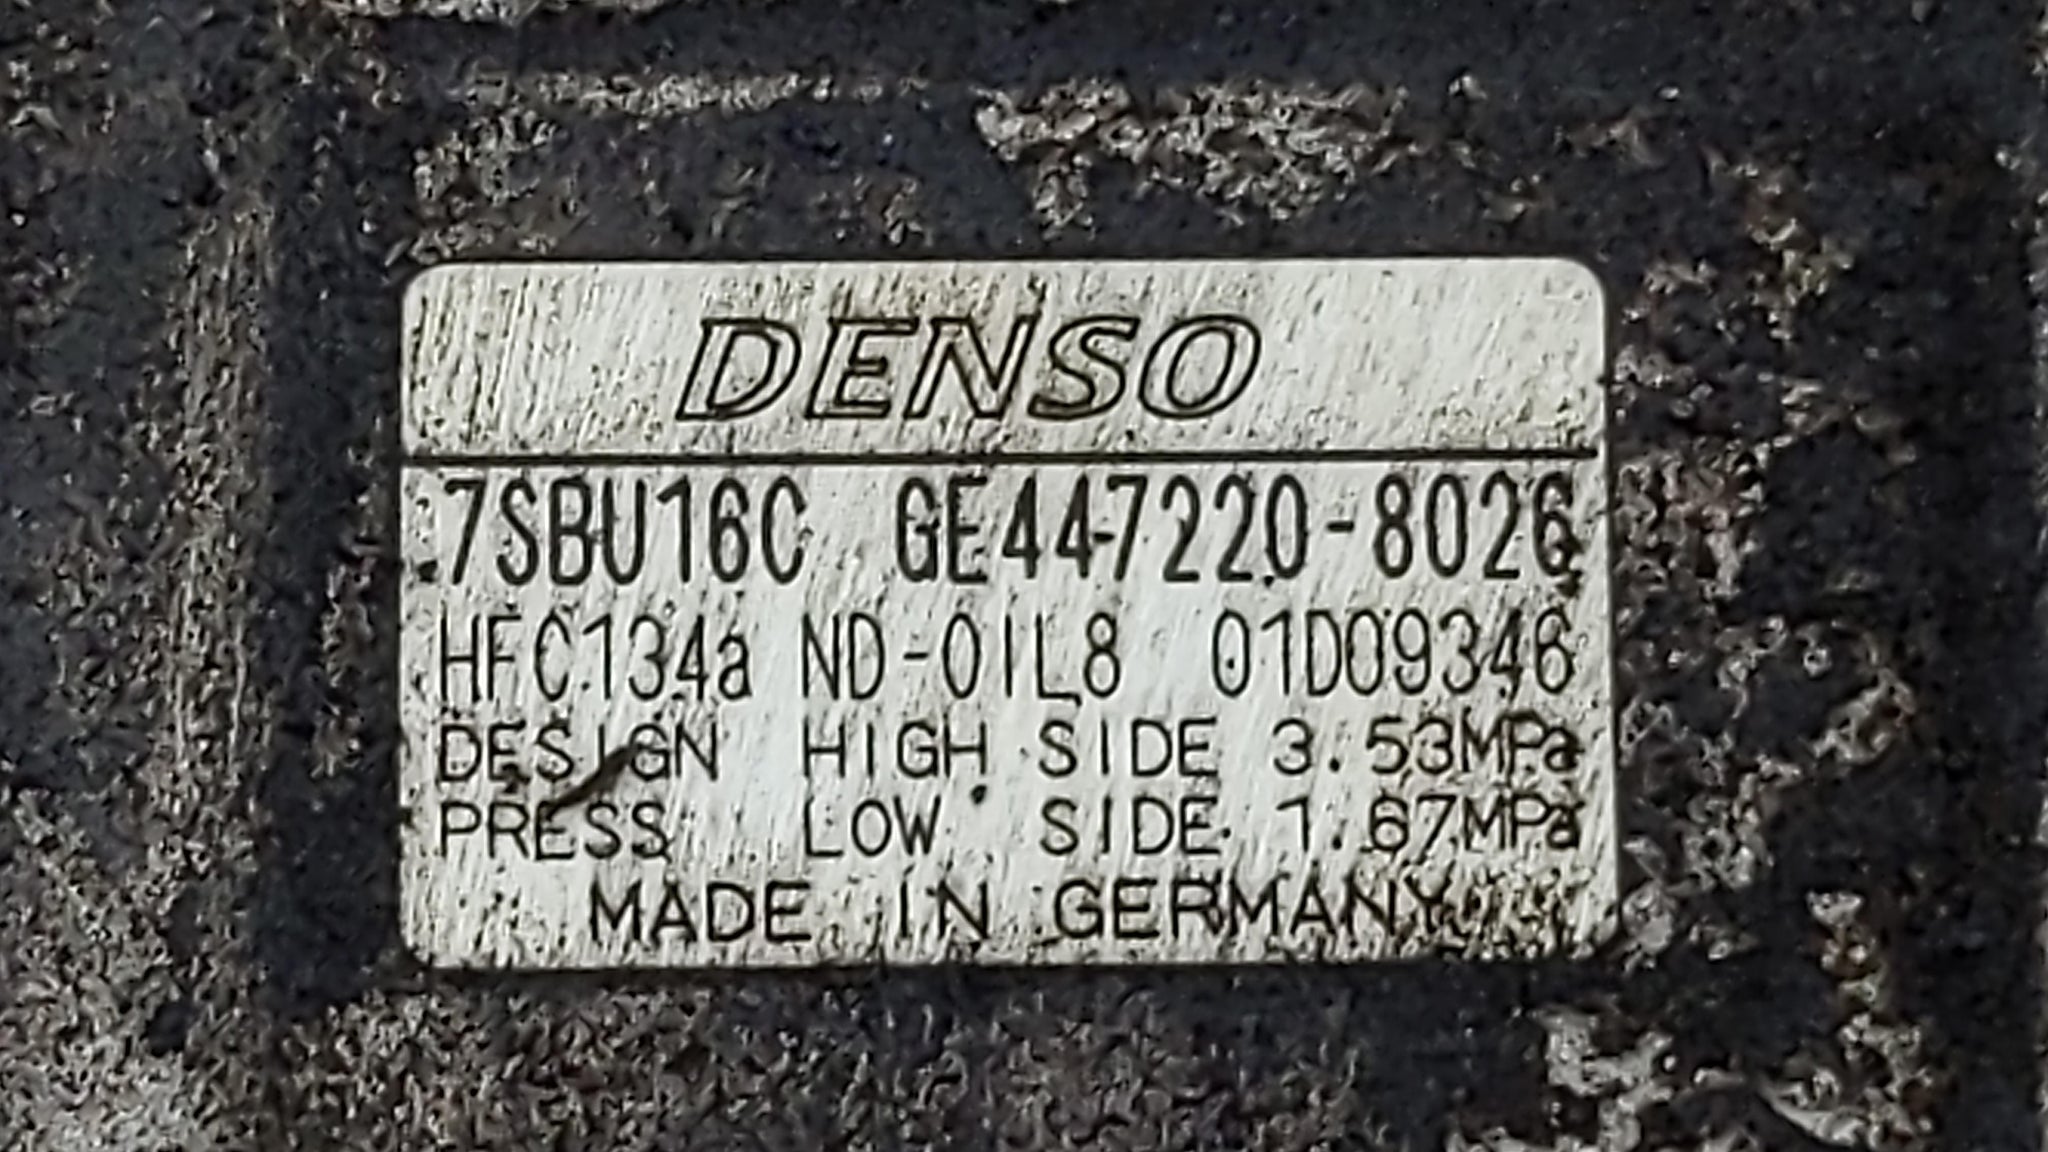 DENSO
7SBU16C GE447220-8026
HFC134a ND-OIL8 01D09346
DESIGN HIGH SIDE 3.53MPa
PRESS LOW SIDE 1.67MPa
MADE IN GERMANY